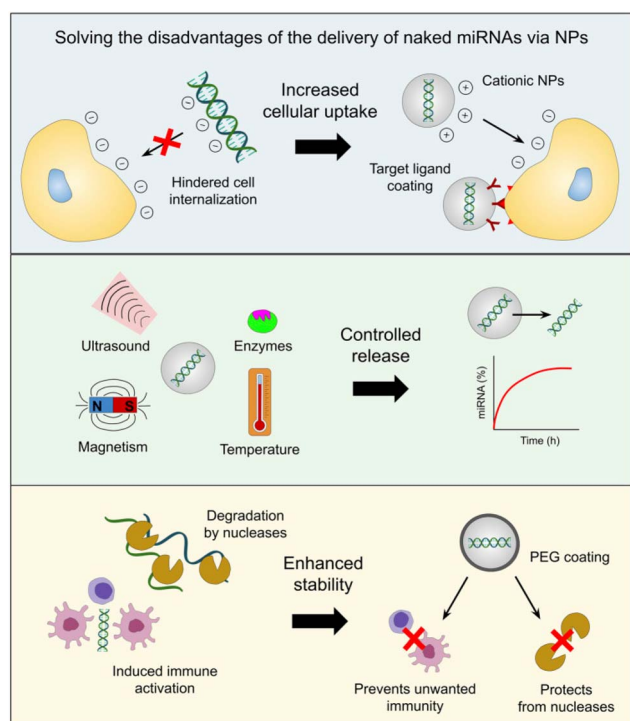 Solving the disadvantages of the delivery of naked miRNAs via NPs
Increased
cellular uptake
Cationic NPs
Hindered cell
internalization
Target ligand
coating
Ultrasound
Enzymes
N S
Magnetism
Temperature
Controlled
release
miRNA (%)
Time (h)
Degradation
by nucleases
Induced immune
activation
Enhanced
stability
PEG coating
Prevents unwanted
immunity
Protects
from nucleases